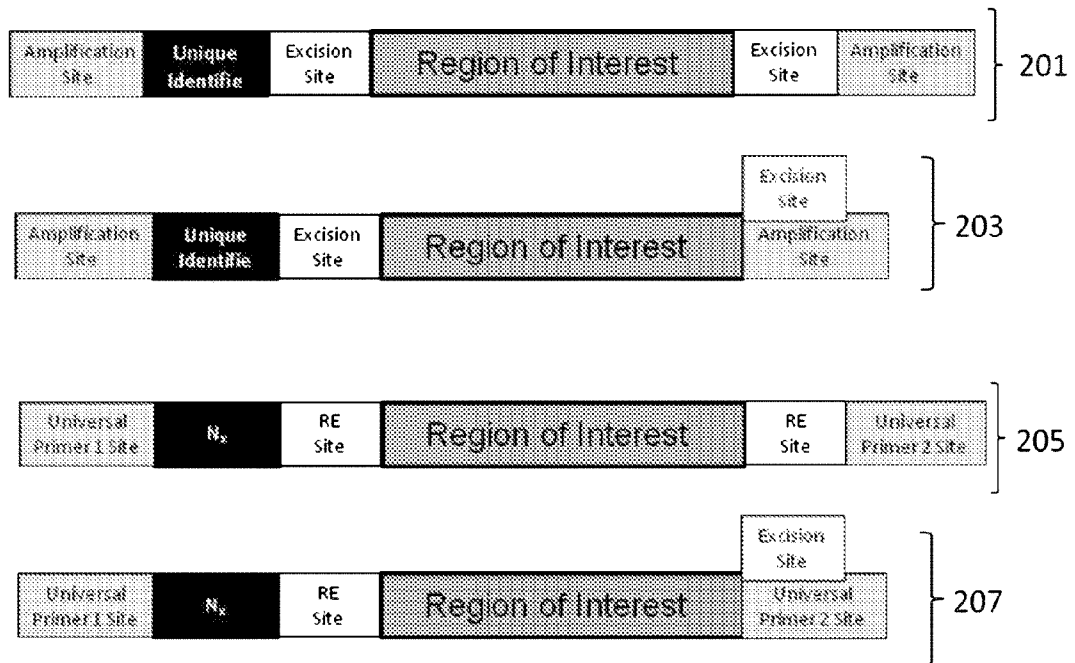 Amplification Site
Unique Identifie
Excision Site
Region of Interest
Excision Site
Amplification Site
201
Excision Site
Amplification Site
Unique Identifie
Excision Site
Region of Interest
Amplification Site
203
Universal Primer 1 Site
Nx
RE Site
Region of Interest
RE Site
Universal Primer 2 Site
205
Excision Site
Universal Primer 1 Site
Nx
RE Site
Region of Interest
Universal Primer 2 Site
207